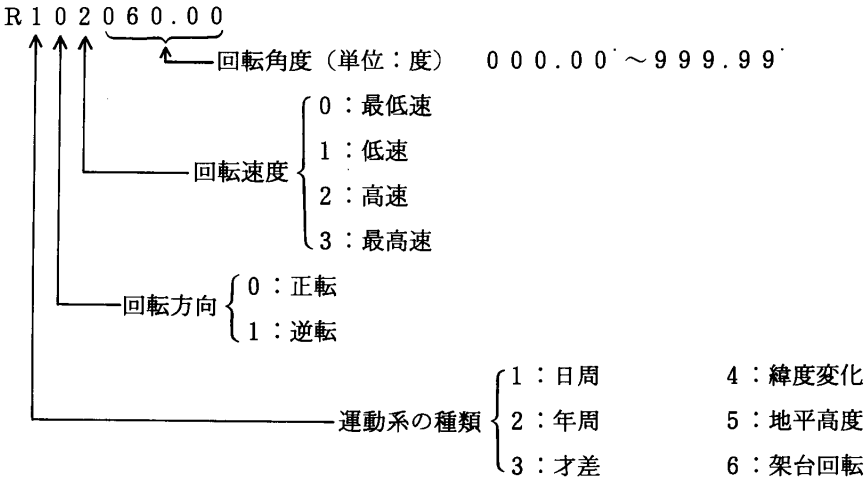 R102060.00
回転角度（単位：度） 000.00～999.99
回転速度
0：最低速
1：低速
2：高速
3：最高速
回転方向
0：正転
1：逆転
運動系の種類
1：日周 4：緯度変化
2：年周 5：地平高度
3：才差 6：架台回転